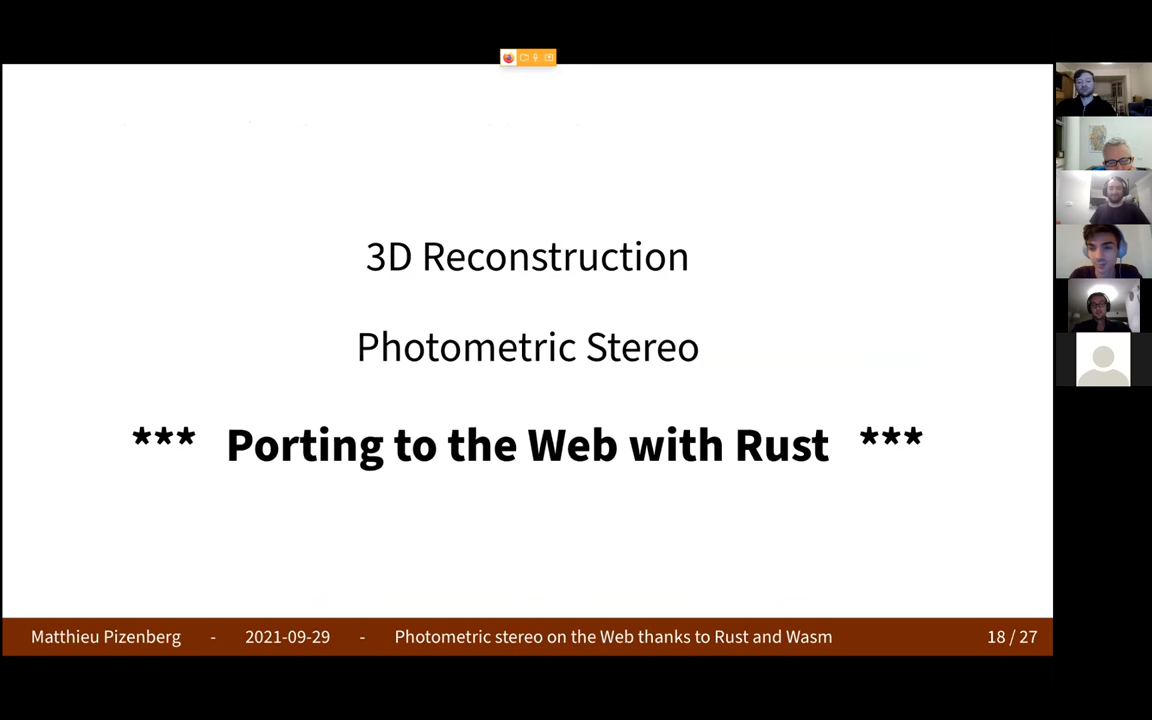 3D Reconstruction
Photometric Stereo
*** Porting to the Web with Rust ***
Matthieu Pizenberg - 2021-09-29 - Photometric stereo on the Web thanks to Rust and Wasm 18 / 27